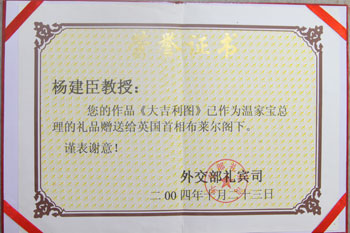 荣誉证书
杨建臣教授：
您的作品《大吉利图》已作为温家宝总
理的礼品赠送给英国首相布莱尔阁下。
谨表谢意！
外交部礼宾司
二00四年十月二十三日